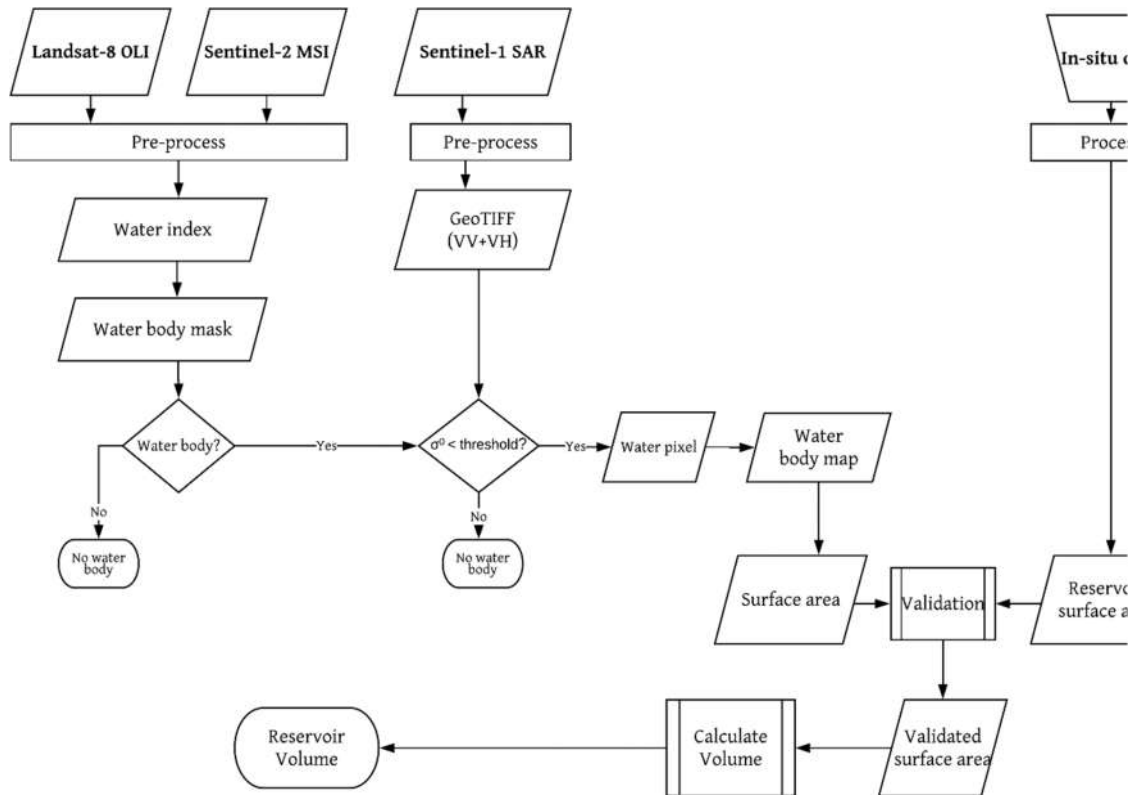 Landsat-8 OLI
Sentinel-2 MSI
Sentinel-1 SAR
In-situ
Pre-process
Pre-process
Water index
GeoTIFF
(VV+VH)
Water body mask
Water body?
Yes
σ⁰ < threshold?
Yes
Water pixel
Water
body map
No
No water
body
No
No water
body
Surface area
Validation
surface
Reservoir
Volume
Calculate
Volume
Validated
surface area